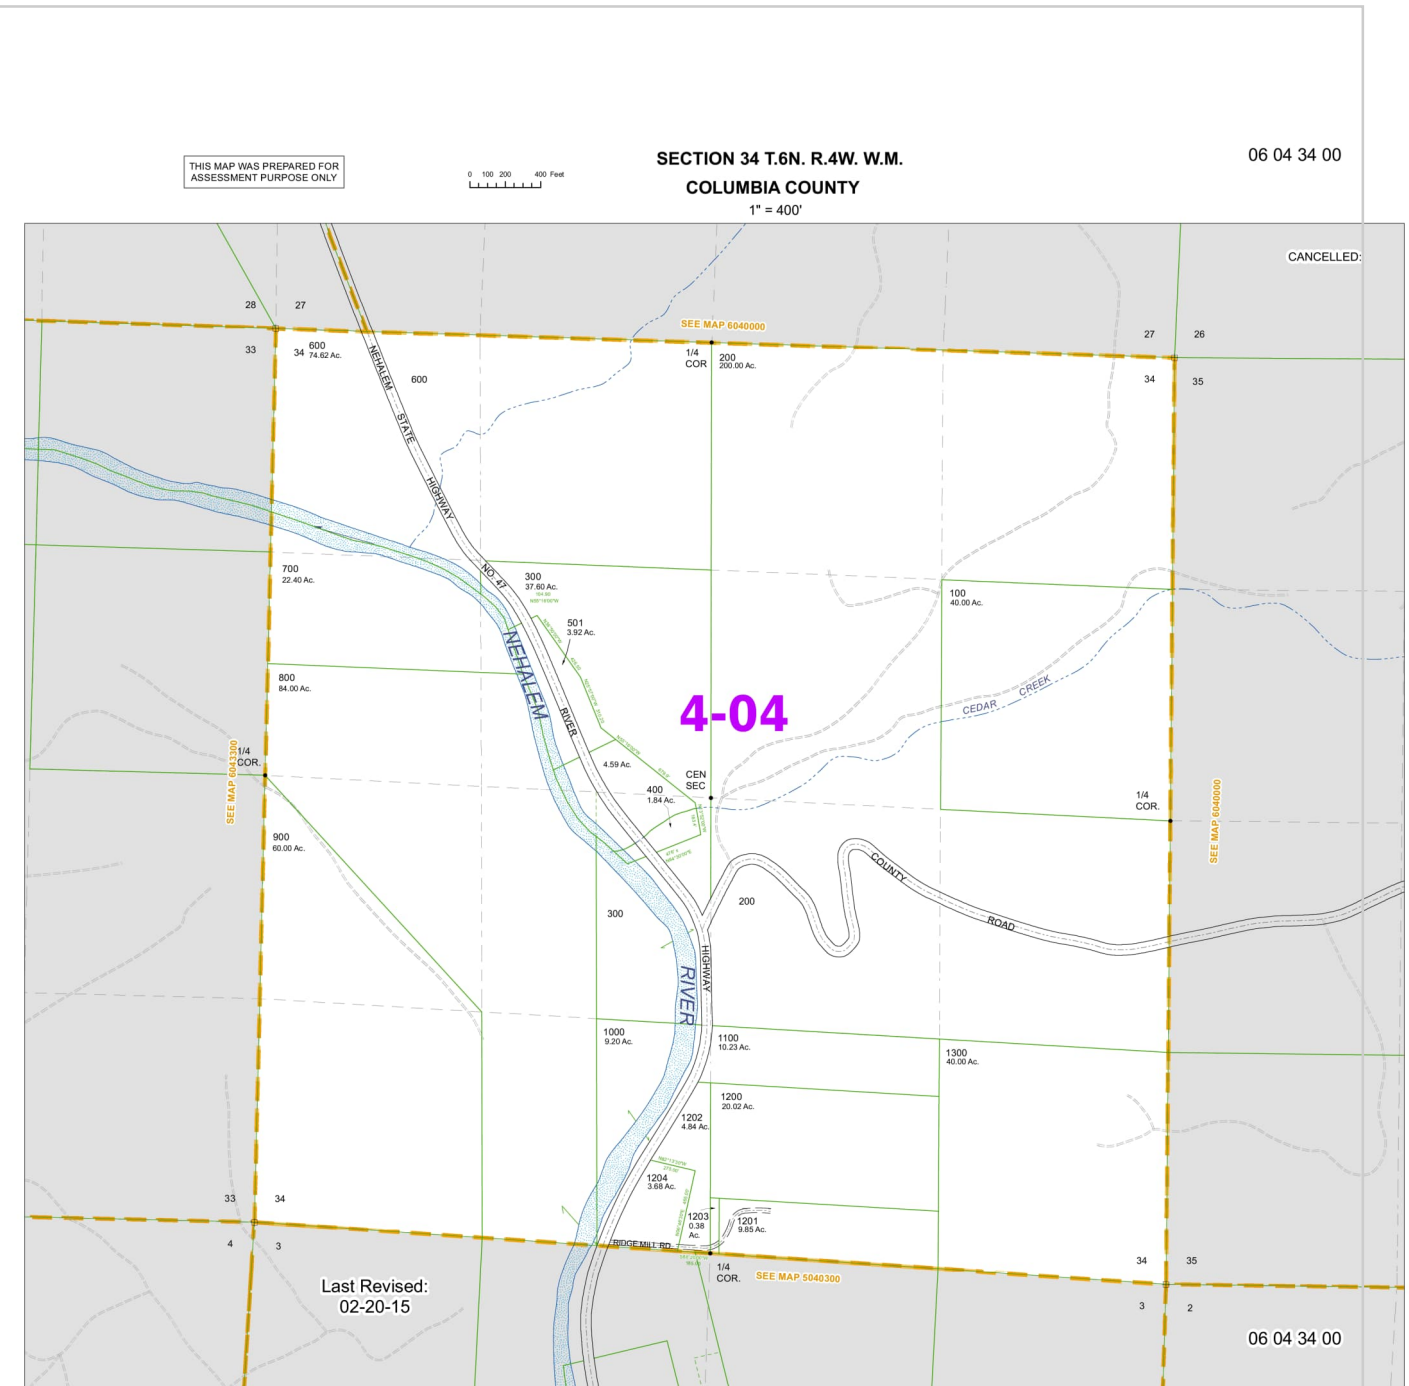 THIS MAP WAS PREPARED FOR
ASSESSMENT PURPOSE ONLY
0 100 200 400 Feet
SECTION 34 T.6N. R.4W. W.M.
COLUMBIA COUNTY
1" = 400'
06 04 34 00
CANCELLED:
28 27
33 34
600
74.62 Ac.
NEHALEM
STATE
HIGHWAY
NO. 47
600
SEE MAP 6040000
1/4
COR
200
200.00 Ac.
27 26
34 35
700
22.40 Ac.
300
37.60 Ac.
501
3.92 Ac.
100
40.00 Ac.
NEHALEM
RIVER
800
84.00 Ac.
4-04
CEDAR
CREEK
1/4
COR.
SEE MAP 6043300
4.59 Ac.
400
1.84 Ac.
CEN
SEC
1/4
COR.
SEE MAP 6040000
900
60.00 Ac.
300
200
COUNTY
ROAD
RIVER
HIGHWAY
1000
9.20 Ac.
1100
10.23 Ac.
1300
40.00 Ac.
1200
20.02 Ac.
1202
4.84 Ac.
1204
3.68 Ac.
1203
0.38
Ac.
1201
9.85 Ac.
RIDGE MILL RD
33 34
4 3
1/4
COR.
SEE MAP 5040300
34 35
3 2
Last Revised:
02-20-15
06 04 34 00